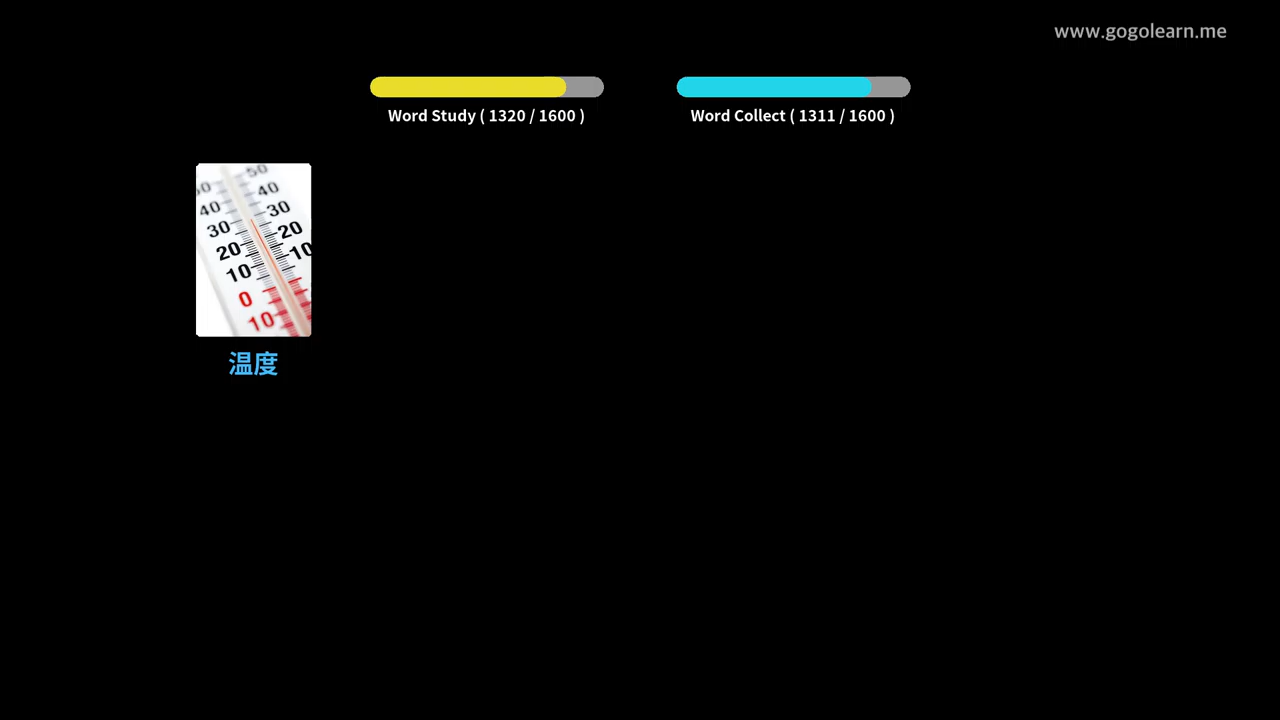 www.gogolearn.me
Word Study ( 1320 / 1600 )
Word Collect ( 1311 / 1600 )
50
40
40
30
30
20
20
10
10
0
10
温度